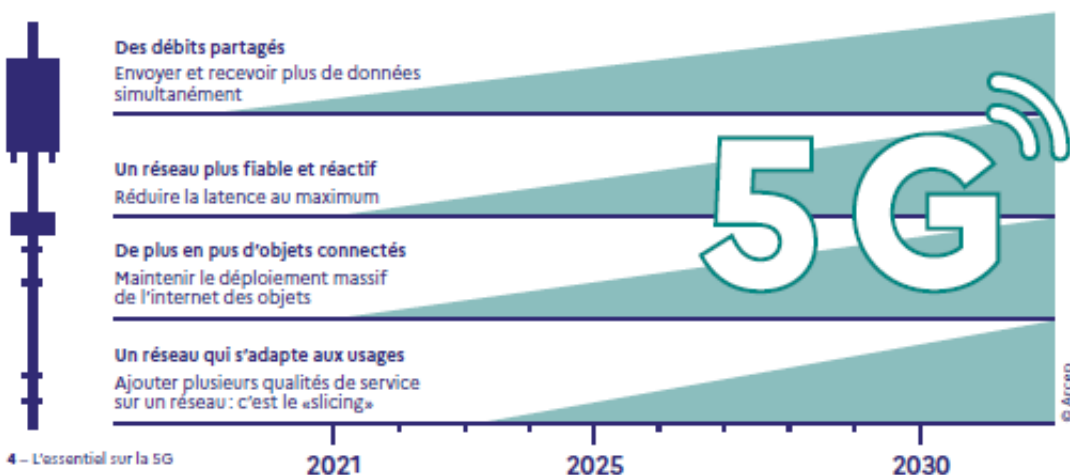 Des débits partagés
Envoyer et recevoir plus de données
simultanément
Un réseau plus fiable et réactif
Réduire la latence au maximum
De plus en pus d'objets connectés
Maintenir le déploiement massif
de l'internet des objets
Un réseau qui s'adapte aux usages
Ajouter plusieurs qualités de service
sur un réseau : c'est le «slicing»
5G
© Arcep
4 – L'essentiel sur la 5G
2021 2025 2030